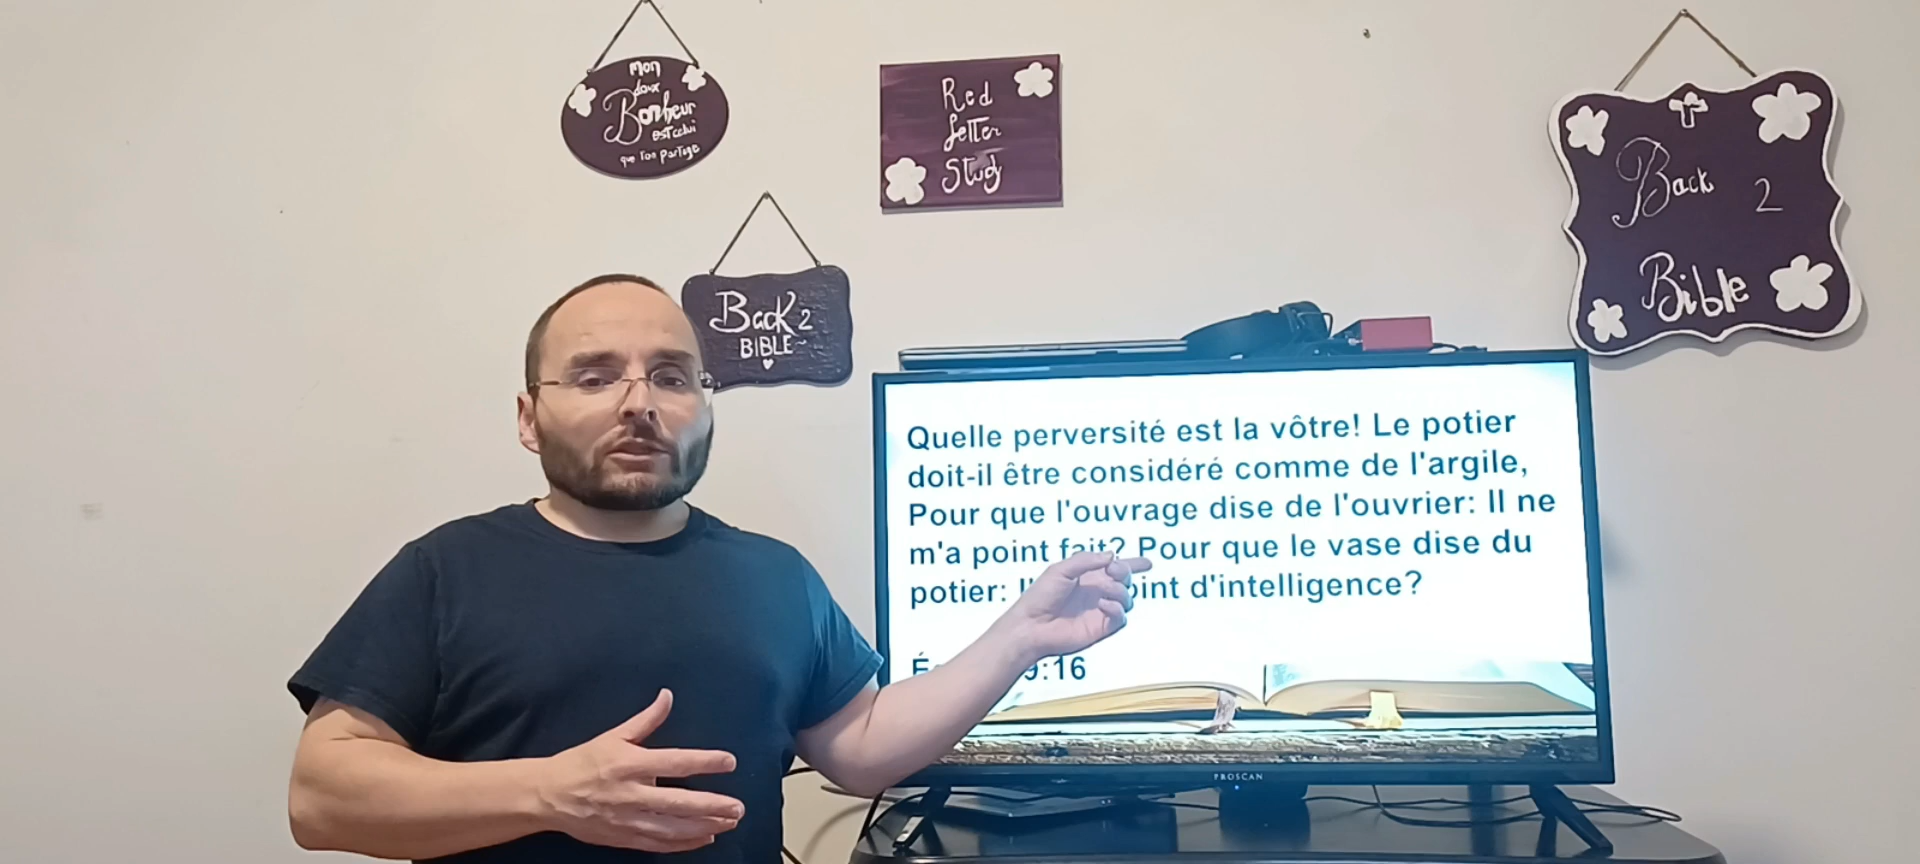 mon
doux
Bonheur
est celui
que l'on partage
Red
Letter
Study
Back 2
BIBLE
Back 2
Bible
Quelle perversité est la vôtre! Le potier
doit-il être considéré comme de l'argile,
Pour que l'ouvrage dise de l'ouvrier: Il ne
m'a point fait? Pour que le vase dise du
potier: d'intelligence?
:16
PROSCAN